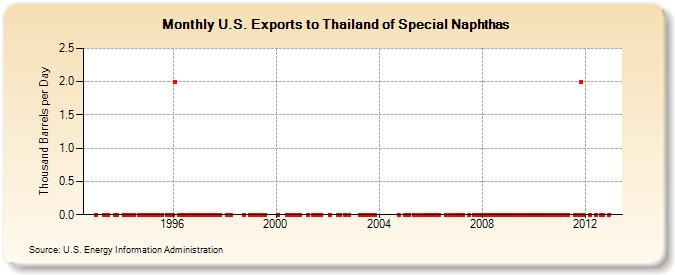 Monthly U.S. Exports to Thailand of Special Naphthas
Thousand Barrels per Day
2.5
2.0
1.5
1.0
0.5
0.0
1996 2000 2004 2008 2012
Source: U.S. Energy Information Administration